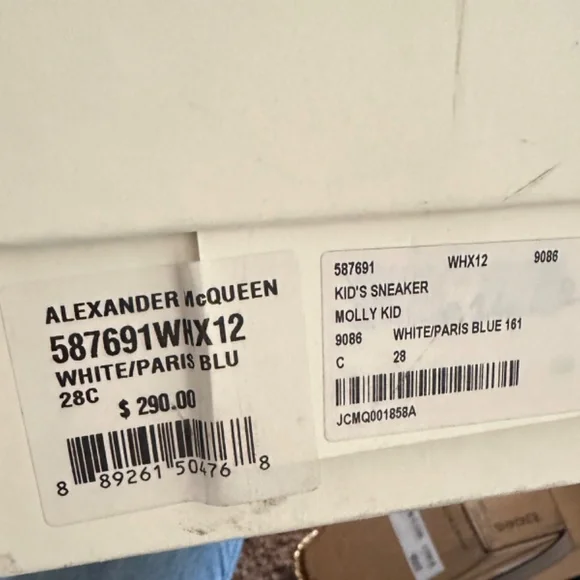 ALEXANDER McQUEEN
587691WHX12
WHITE/PARIS BLU
28C
$ 290.00
8 89261 50476 8
587691 WHX12 9086
KID'S SNEAKER
MOLLY KID
9086 WHITE/PARIS BLUE 161
C 28
JCMQ001858A